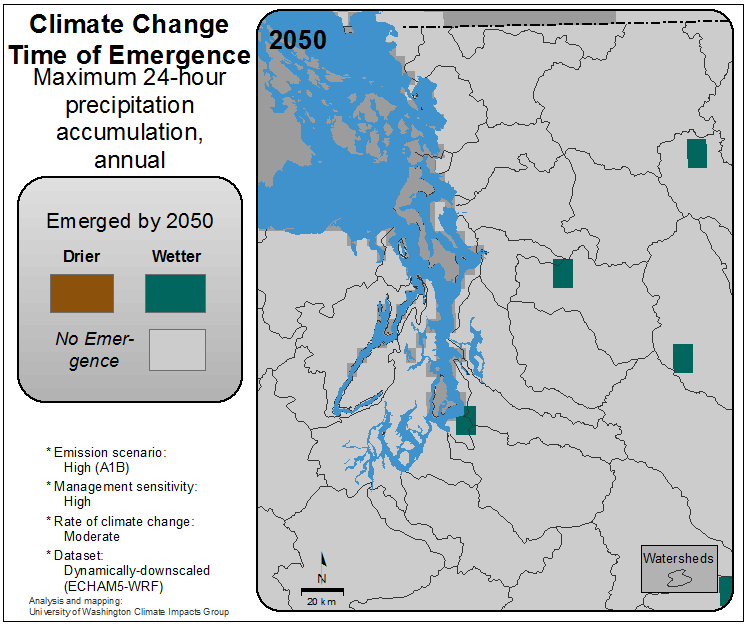 Climate Change
Time of Emergence
Maximum 24-hour
precipitation
accumulation,
annual
Emerged by 2050
Drier
Wetter
No Emer-
gence
* Emission scenario:
High (A1B)
* Management sensitivity:
High
* Rate of climate change:
Moderate
* Dataset:
Dynamically-downscaled
(ECHAM5-WRF)
Analysis and mapping:
University of Washington Climate Impacts Group
2050
N
20 km
Watersheds